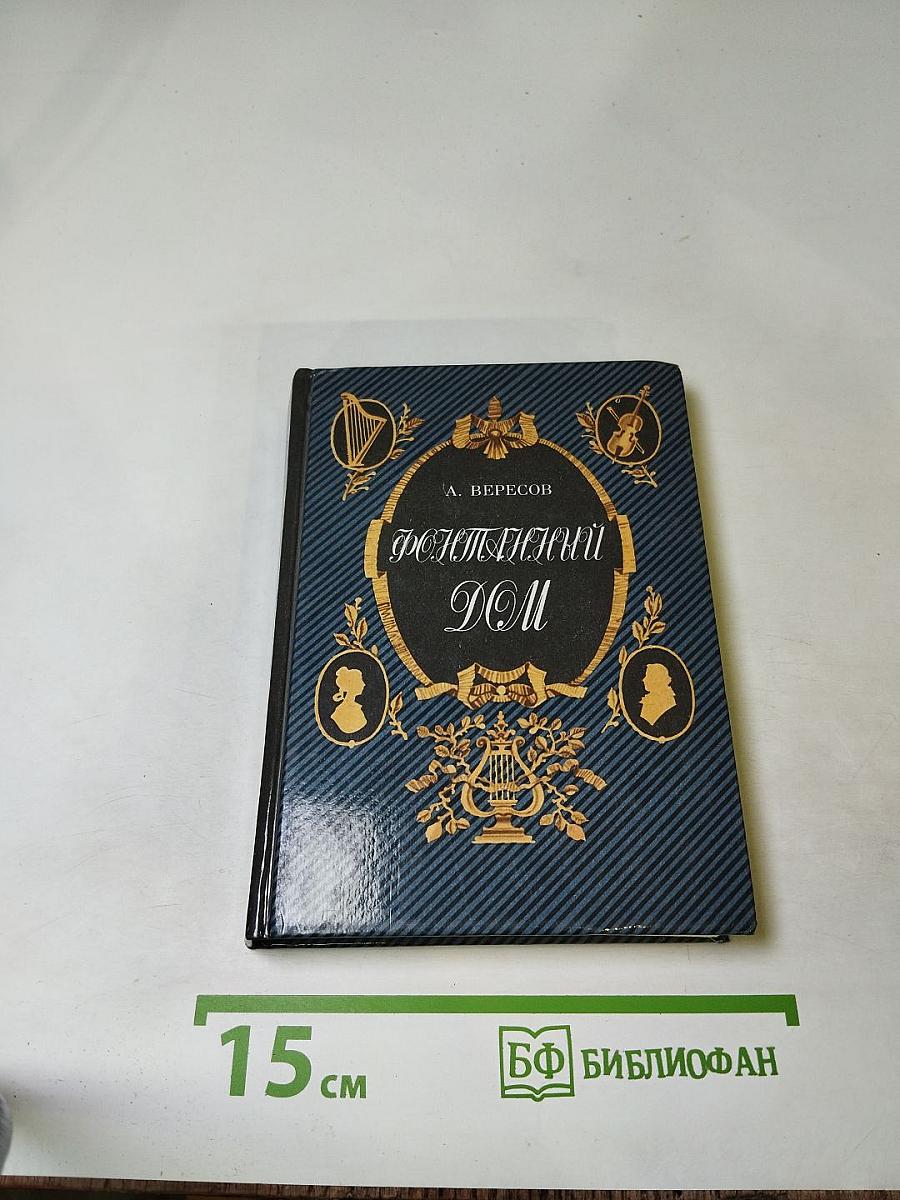 А. ВЕРЕСОВ
ФОНТАННЫЙ
ДОМ
15 см
БФ БИБЛИОФАН